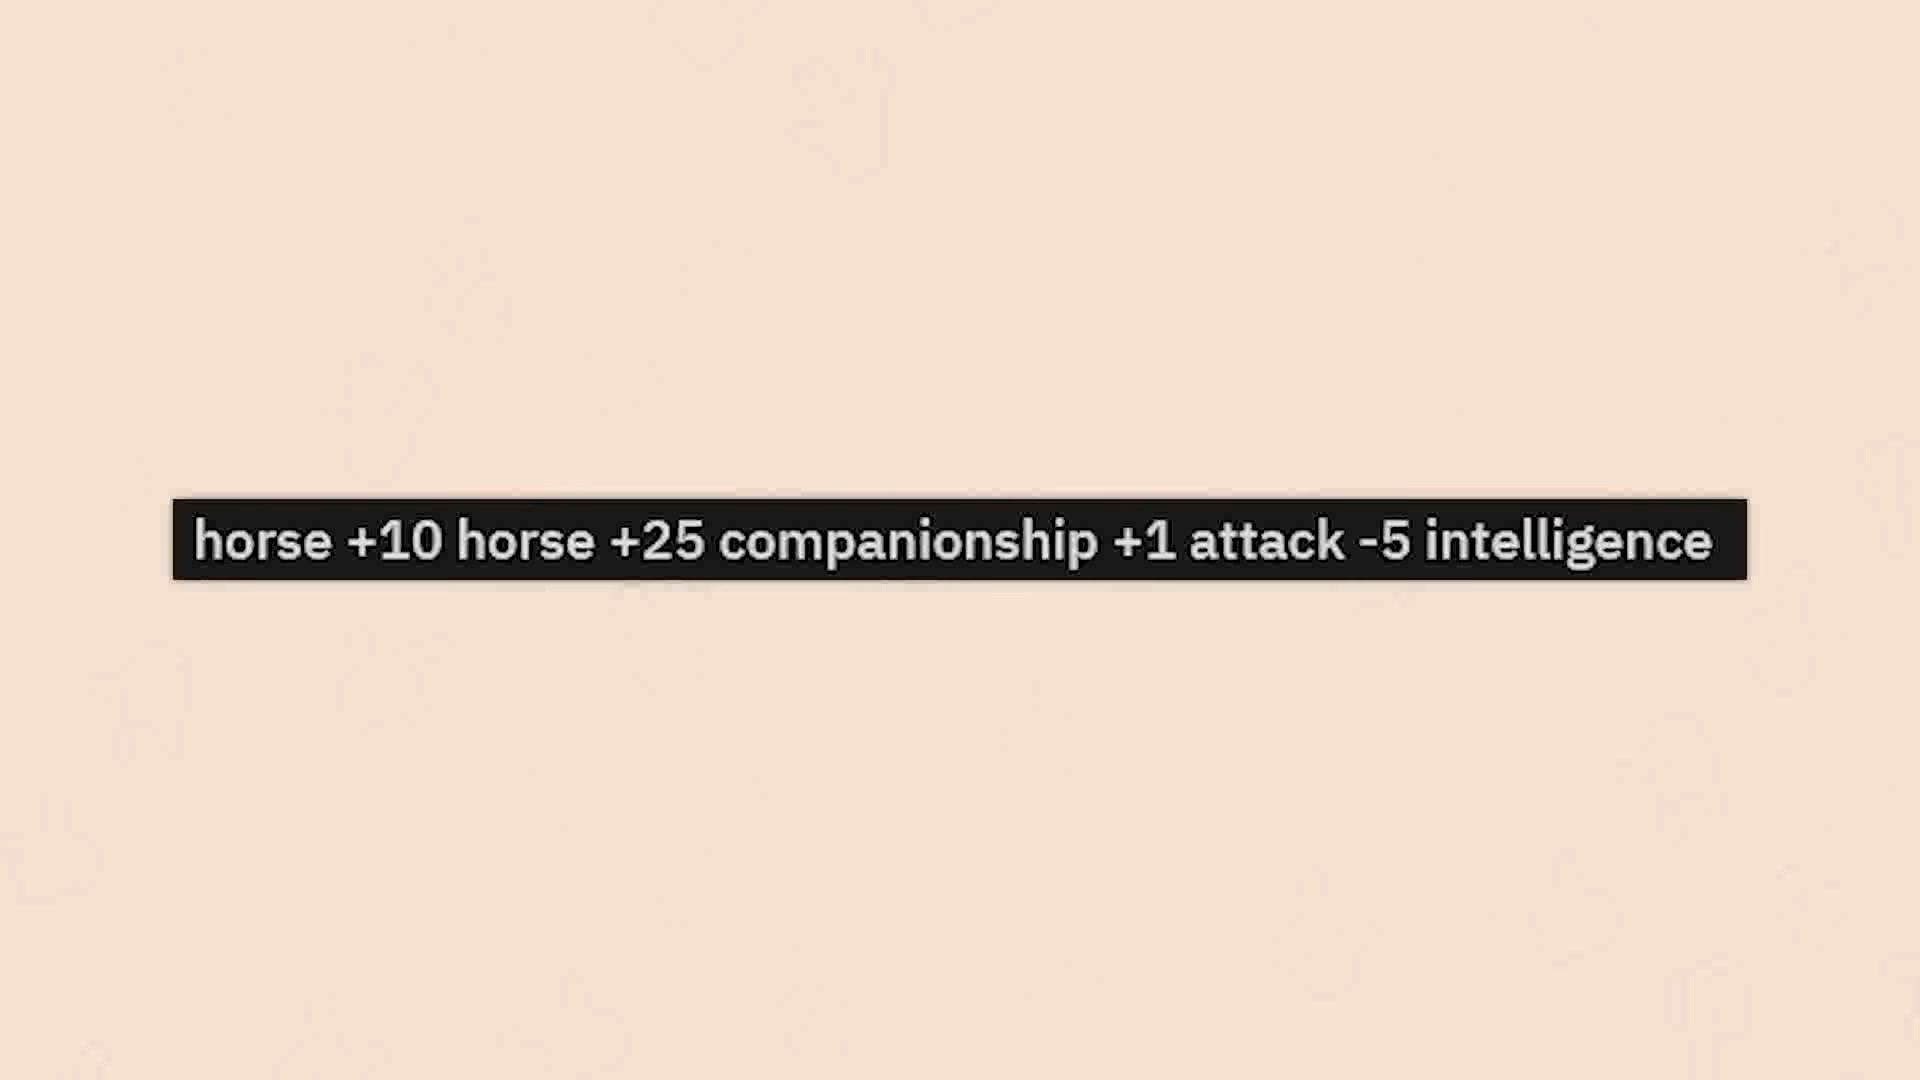 horse +10 horse +25 companionship +1 attack -5 intelligence